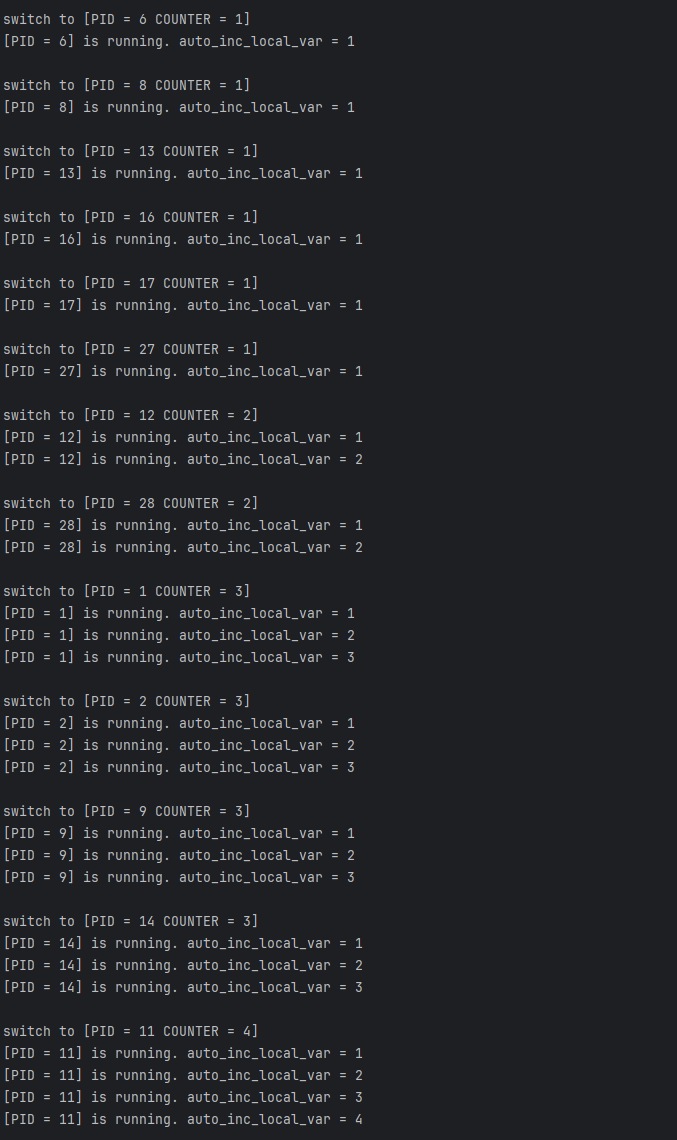 switch to [PID = 6 COUNTER = 1]
[PID = 6] is running. auto_inc_local_var = 1

switch to [PID = 8 COUNTER = 1]
[PID = 8] is running. auto_inc_local_var = 1

switch to [PID = 13 COUNTER = 1]
[PID = 13] is running. auto_inc_local_var = 1

switch to [PID = 16 COUNTER = 1]
[PID = 16] is running. auto_inc_local_var = 1

switch to [PID = 17 COUNTER = 1]
[PID = 17] is running. auto_inc_local_var = 1

switch to [PID = 27 COUNTER = 1]
[PID = 27] is running. auto_inc_local_var = 1

switch to [PID = 12 COUNTER = 2]
[PID = 12] is running. auto_inc_local_var = 1
[PID = 12] is running. auto_inc_local_var = 2

switch to [PID = 28 COUNTER = 2]
[PID = 28] is running. auto_inc_local_var = 1
[PID = 28] is running. auto_inc_local_var = 2

switch to [PID = 1 COUNTER = 3]
[PID = 1] is running. auto_inc_local_var = 1
[PID = 1] is running. auto_inc_local_var = 2
[PID = 1] is running. auto_inc_local_var = 3

switch to [PID = 2 COUNTER = 3]
[PID = 2] is running. auto_inc_local_var = 1
[PID = 2] is running. auto_inc_local_var = 2
[PID = 2] is running. auto_inc_local_var = 3

switch to [PID = 9 COUNTER = 3]
[PID = 9] is running. auto_inc_local_var = 1
[PID = 9] is running. auto_inc_local_var = 2
[PID = 9] is running. auto_inc_local_var = 3

switch to [PID = 14 COUNTER = 3]
[PID = 14] is running. auto_inc_local_var = 1
[PID = 14] is running. auto_inc_local_var = 2
[PID = 14] is running. auto_inc_local_var = 3

switch to [PID = 11 COUNTER = 4]
[PID = 11] is running. auto_inc_local_var = 1
[PID = 11] is running. auto_inc_local_var = 2
[PID = 11] is running. auto_inc_local_var = 3
[PID = 11] is running. auto_inc_local_var = 4